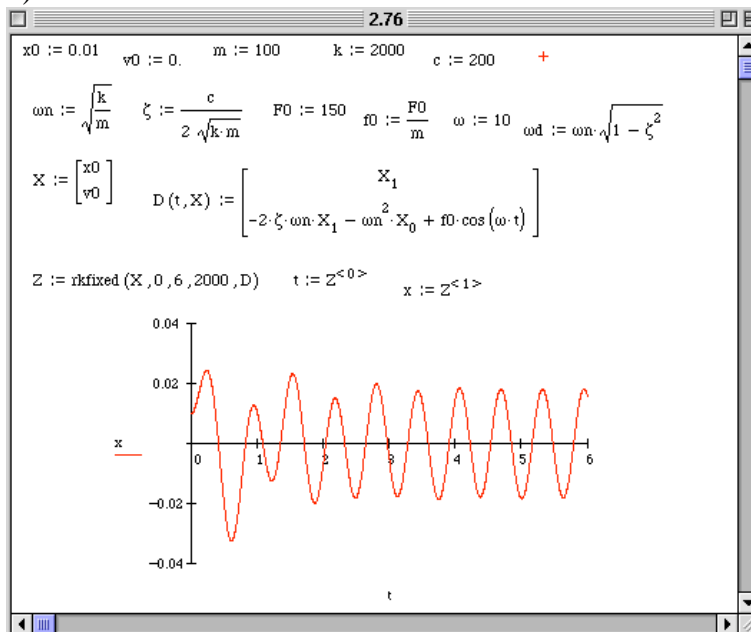 2.76
x0 := 0.01 v0 := 0. m := 100 k := 2000 c := 200 +
ωn := √(k/m) ζ := c/(2√(k·m)) F0 := 150 f0 := F0/m ω := 10 ωd := ωn·√(1 − ζ²)
X := [x0; v0] D(t,X) := [X₁; −2·ζ·ωn·X₁ − ωn²·X₀ + f0·cos(ω·t)]
Z := rkfixed(X,0,6,2000,D) t := Z^<0> x := Z^<1>
0.04
0.02
x
0 1 2 3 4 5 6
−0.02
−0.04
t